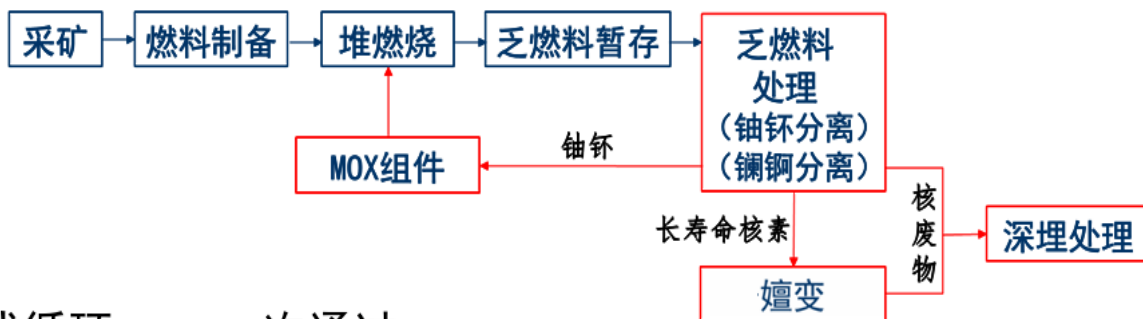 采矿
燃料制备
堆燃烧
乏燃料暂存
乏燃料
处理
（铀钚分离）
（镧锕分离）
铀钚
MOX组件
长寿命核素
核
废
物
深埋处理
嬗变